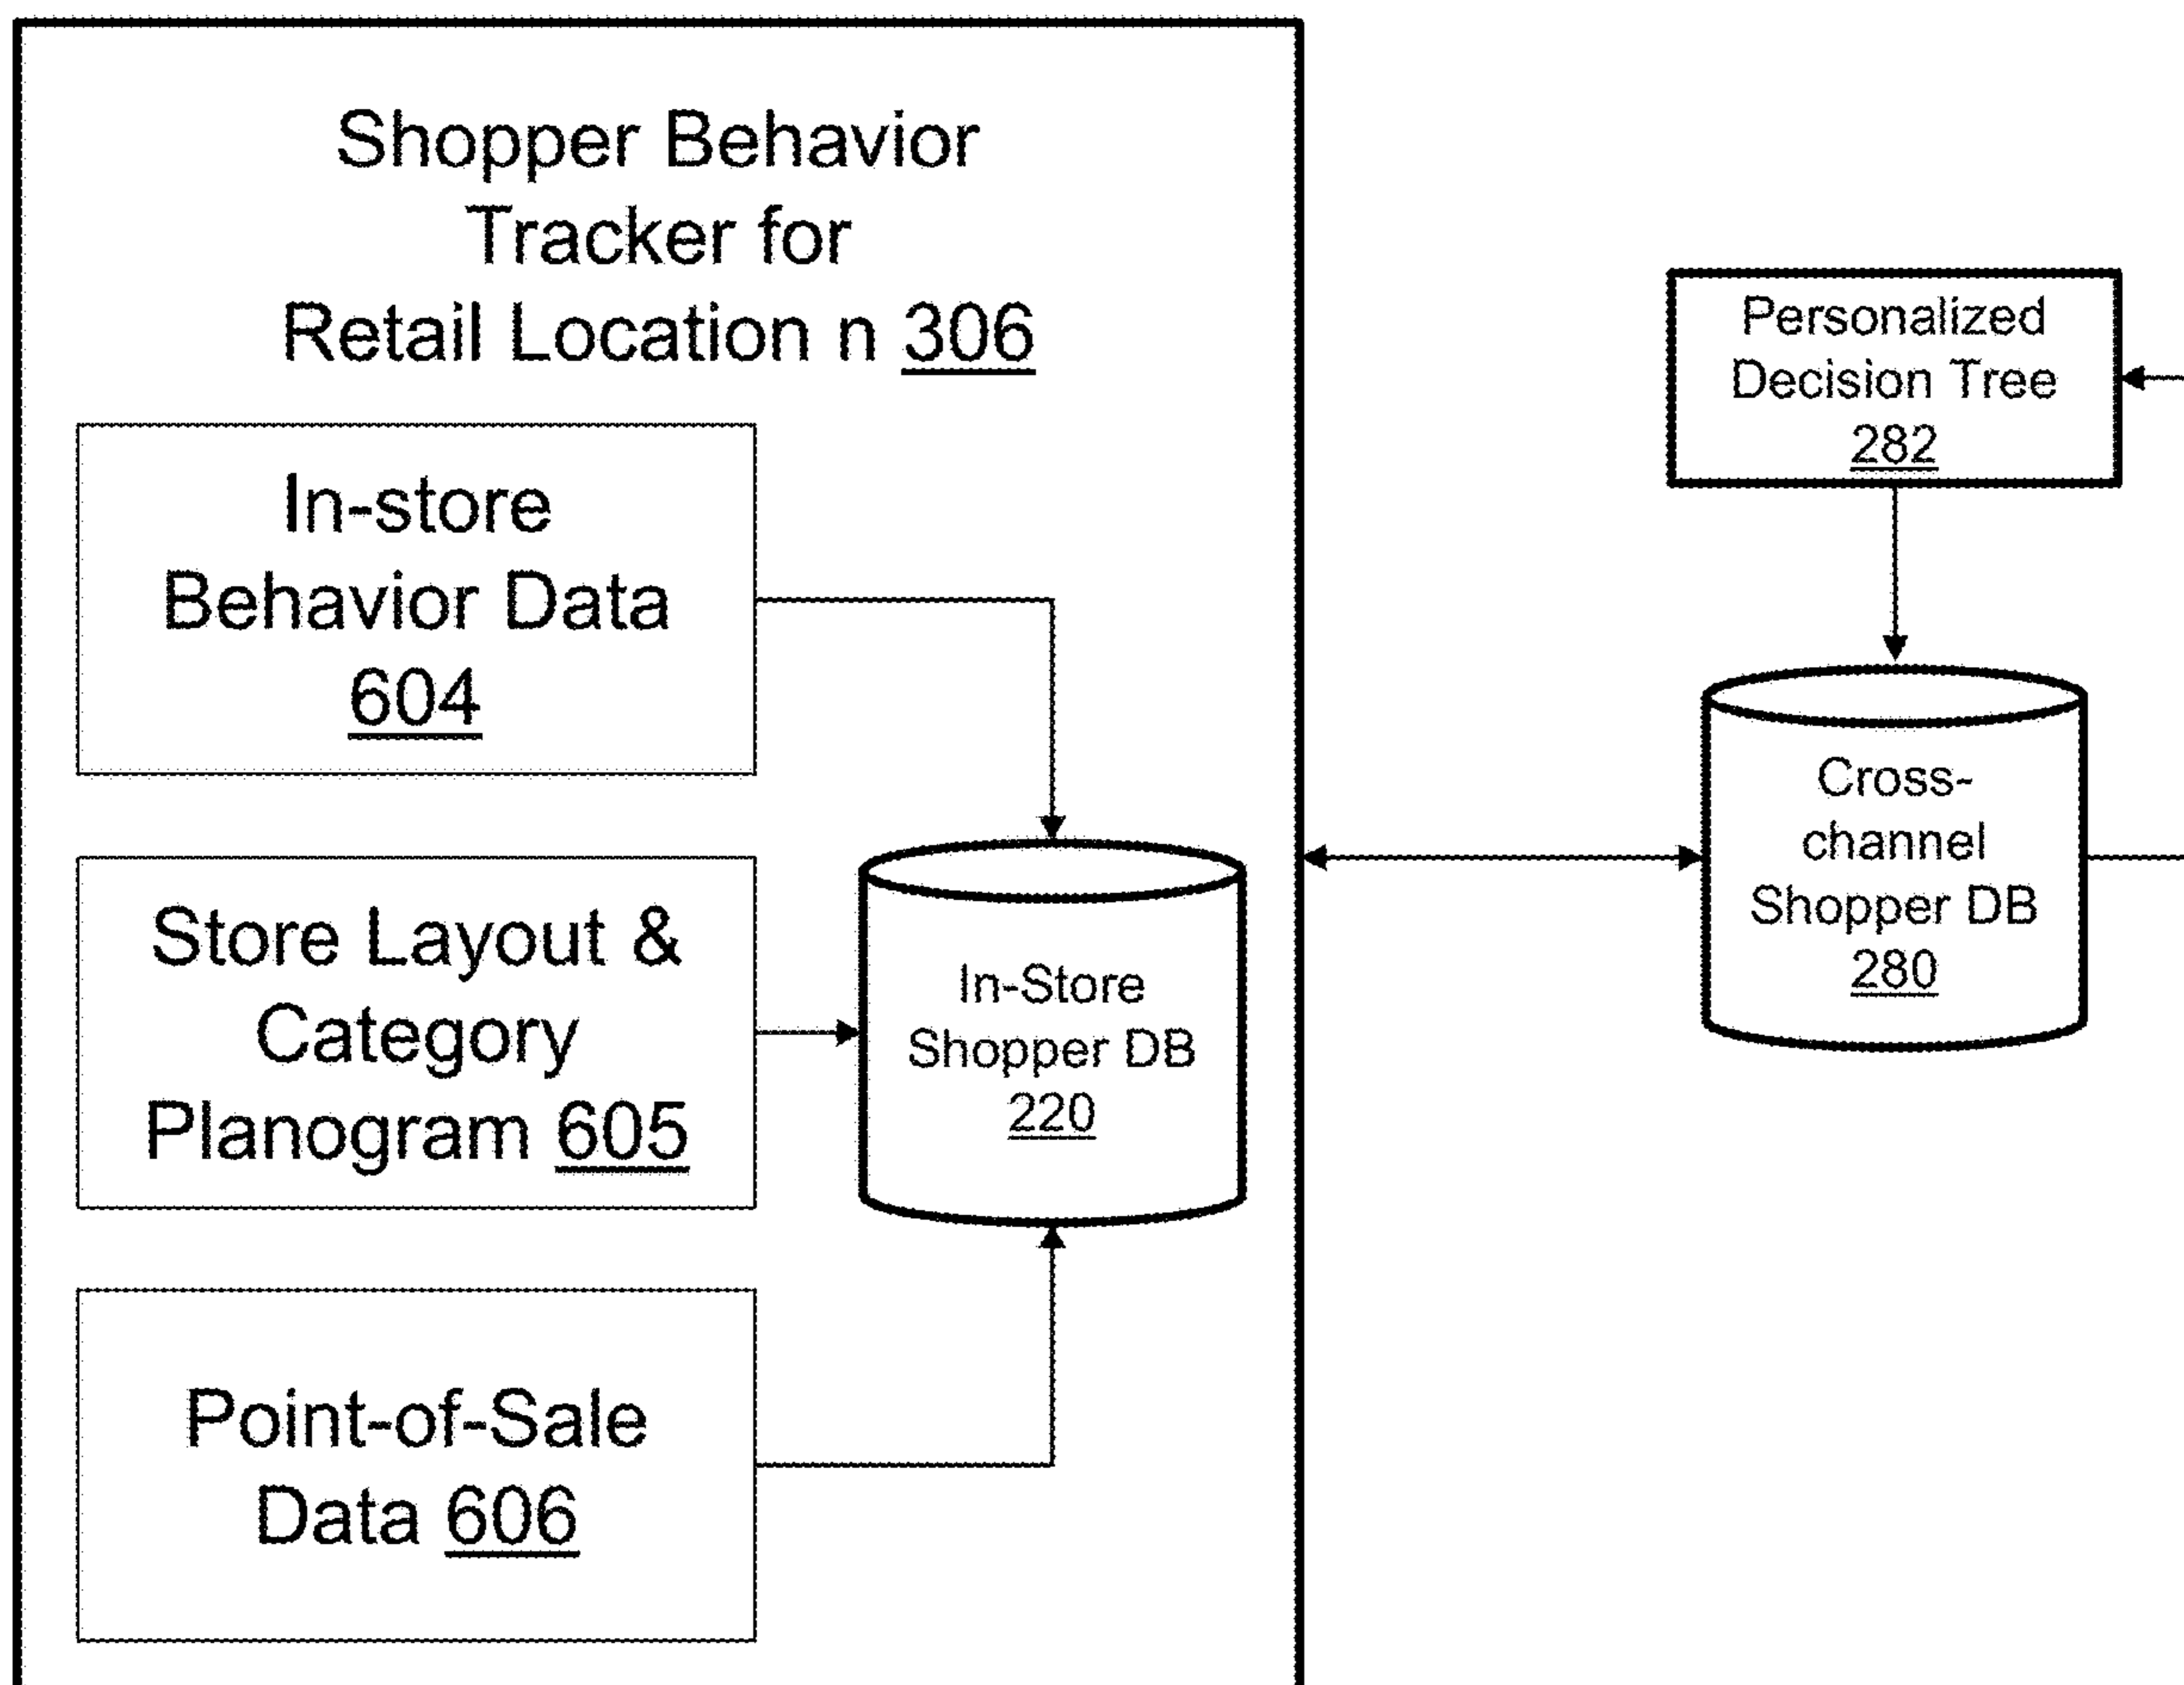 Shopper Behavior
Tracker for
Retail Location n 306
In-store
Behavior Data
604
Store Layout &
Category
Planogram 605
Point-of-Sale
Data 606
In-Store
Shopper DB
220
Personalized
Decision Tree
282
Cross-
channel
Shopper DB
280